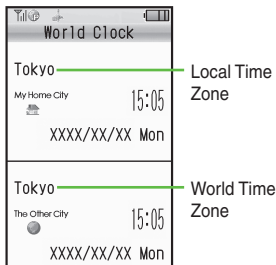 World Clock
Tokyo
Local Time
Zone
My Home City
15:05
XXXX/XX/XX Mon
Tokyo
World Time
Zone
The Other City
15:05
XXXX/XX/XX Mon